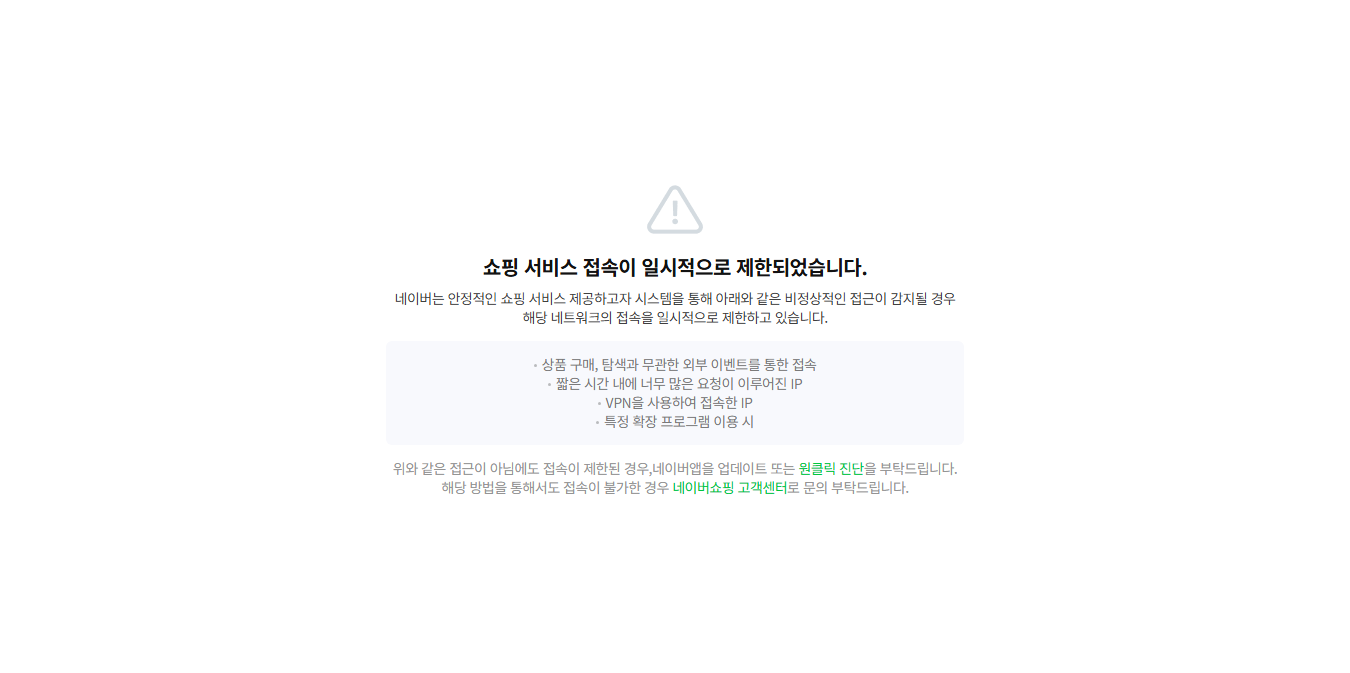 쇼핑 서비스 접속이 일시적으로 제한되었습니다.
네이버는 안정적인 쇼핑 서비스 제공하고자 시스템을 통해 아래와 같은 비정상적인 접근이 감지될 경우
해당 네트워크의 접속을 일시적으로 제한하고 있습니다.
· 상품 구매, 탐색과 무관한 외부 이벤트를 통한 접속
· 짧은 시간 내에 너무 많은 요청이 이루어진 IP
· VPN을 사용하여 접속한 IP
· 특정 확장 프로그램 이용 시
위와 같은 접근이 아님에도 접속이 제한된 경우,네이버앱을 업데이트 또는 원클릭 진단을 부탁드립니다.
해당 방법을 통해서도 접속이 불가한 경우 네이버쇼핑 고객센터로 문의 부탁드립니다.